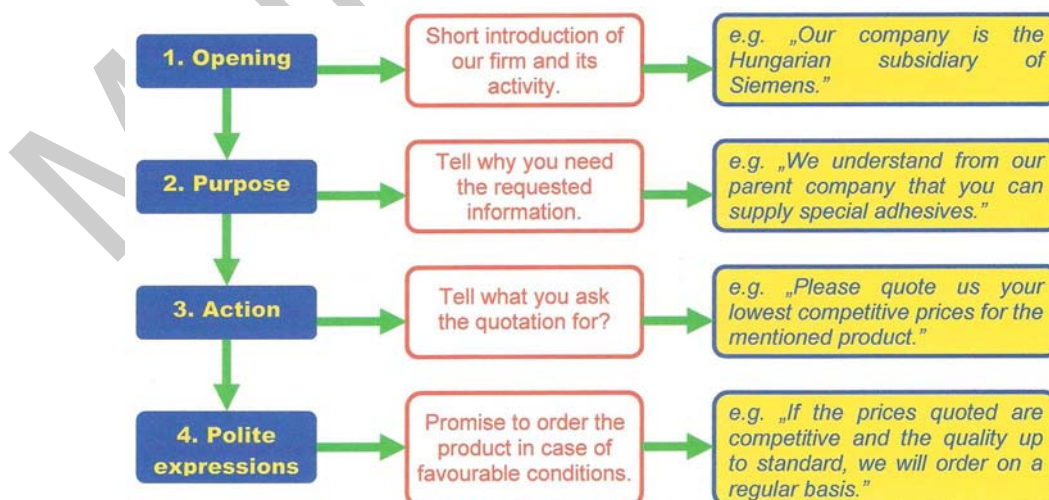 1. Opening
Short introduction of
our firm and its
activity.
e.g. „Our company is the
Hungarian subsidiary of
Siemens.”
2. Purpose
Tell why you need
the requested
information.
e.g. „We understand from our
parent company that you can
supply special adhesives.”
3. Action
Tell what you ask
the quotation for?
e.g. „Please quote us your
lowest competitive prices for the
mentioned product.”
4. Polite
expressions
Promise to order the
product in case of
favourable conditions.
e.g. „If the prices quoted are
competitive and the quality up
to standard, we will order on a
regular basis.”